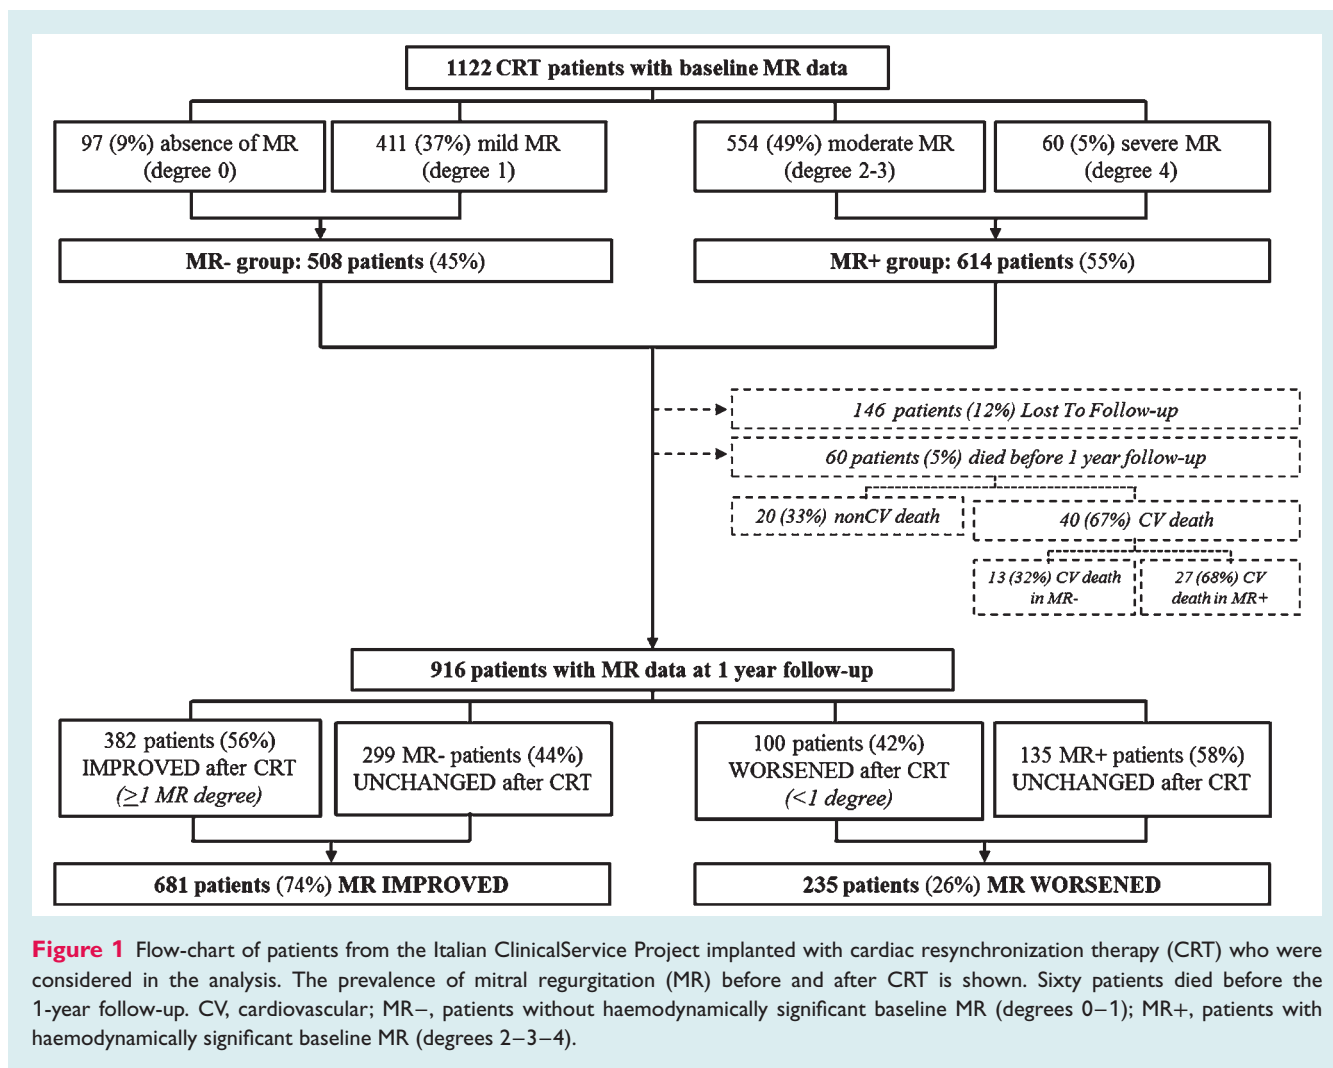 1122 CRT patients with baseline MR data
97 (9%) absence of MR
(degree 0)
411 (37%) mild MR
(degree 1)
554 (49%) moderate MR
(degree 2-3)
60 (5%) severe MR
(degree 4)
MR- group: 508 patients (45%)
MR+ group: 614 patients (55%)
146 patients (12%) Lost To Follow-up
60 patients (5%) died before 1 year follow-up
20 (33%) nonCV death
40 (67%) CV death
13 (32%) CV death
in MR-
27 (68%) CV
death in MR+
916 patients with MR data at 1 year follow-up
382 patients (56%)
IMPROVED after CRT
(≥1 MR degree)
299 MR- patients (44%)
UNCHANGED after CRT
100 patients (42%)
WORSENED after CRT
(<1 degree)
135 MR+ patients (58%)
UNCHANGED after CRT
681 patients (74%) MR IMPROVED
235 patients (26%) MR WORSENED
Figure 1 Flow-chart of patients from the Italian ClinicalService Project implanted with cardiac resynchronization therapy (CRT) who were
considered in the analysis. The prevalence of mitral regurgitation (MR) before and after CRT is shown. Sixty patients died before the
1-year follow-up. CV, cardiovascular; MR−, patients without haemodynamically significant baseline MR (degrees 0–1); MR+, patients with
haemodynamically significant baseline MR (degrees 2–3–4).